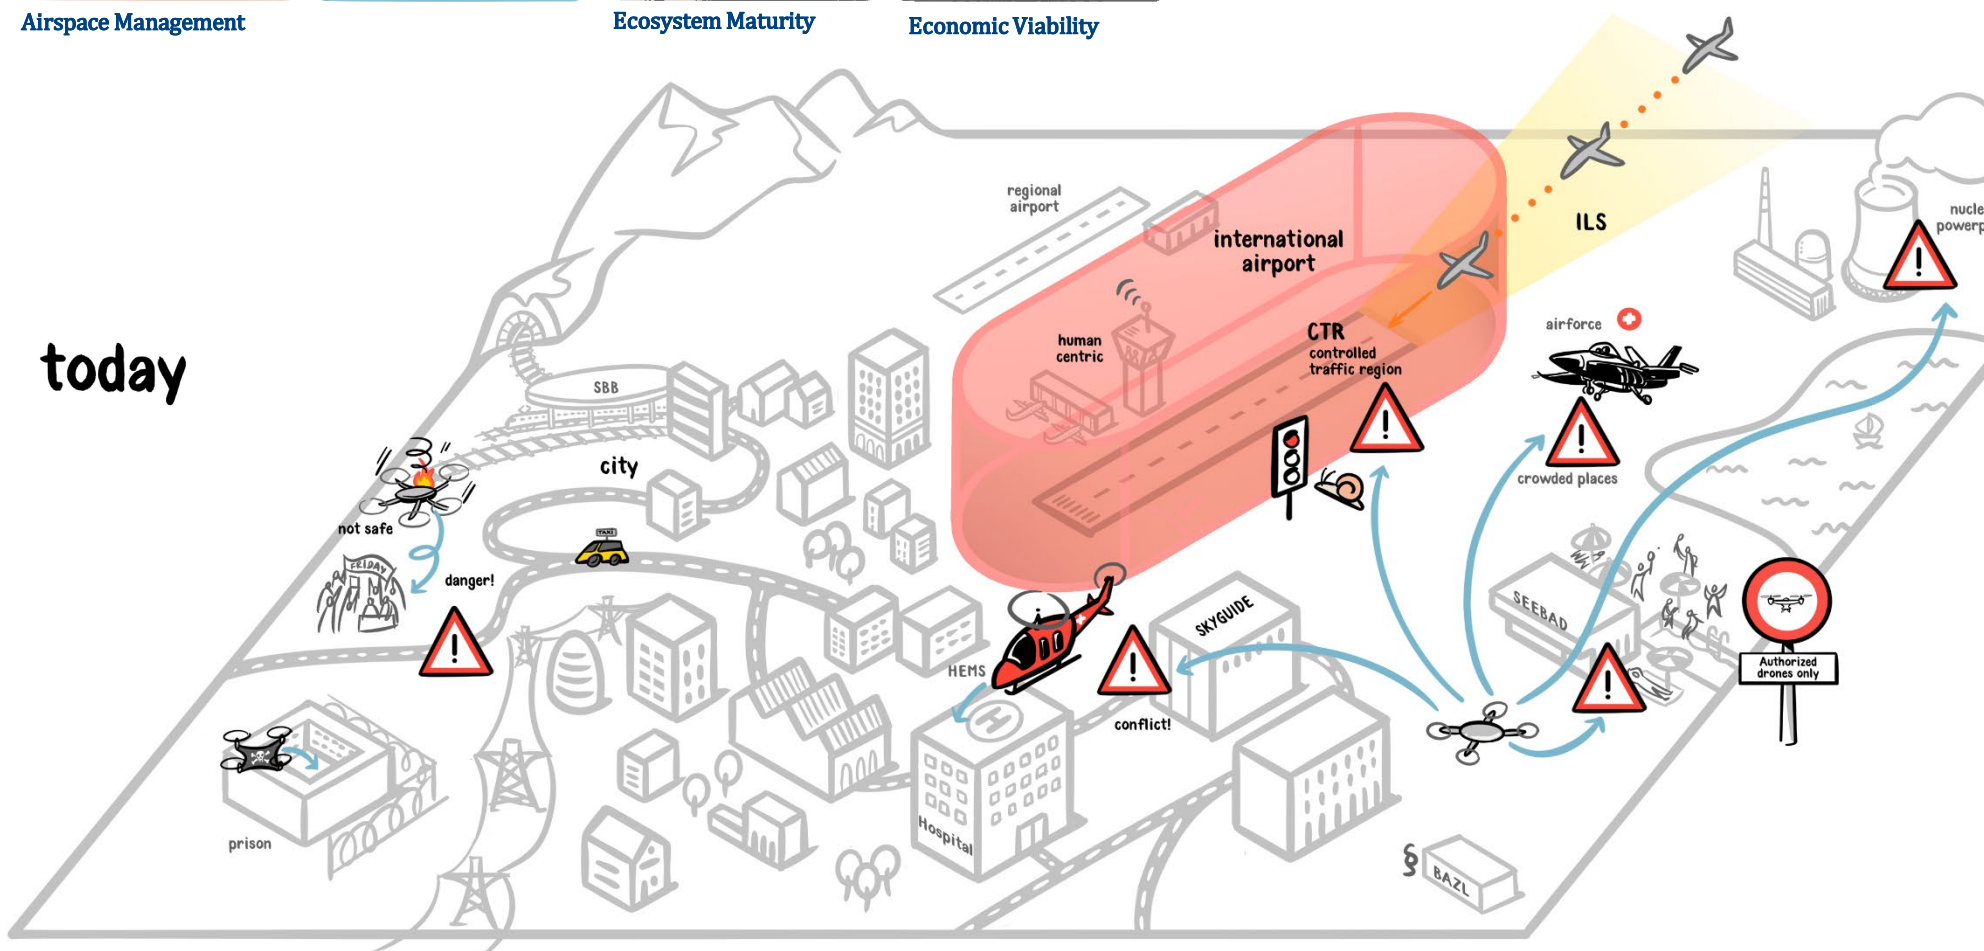 Airspace Management
Ecosystem Maturity
Economic Viability
today
regional
airport
international
airport
ILS
nucle
powerp
human
centric
CTR
controlled
traffic region
airforce
SBB
city
crowded places
not safe
FRIDAY
danger!
TAXI
SKYGUIDE
SEEBAD
HEMS
Authorized
drones only
conflict!
H
prison
Hospital
§
BAZL